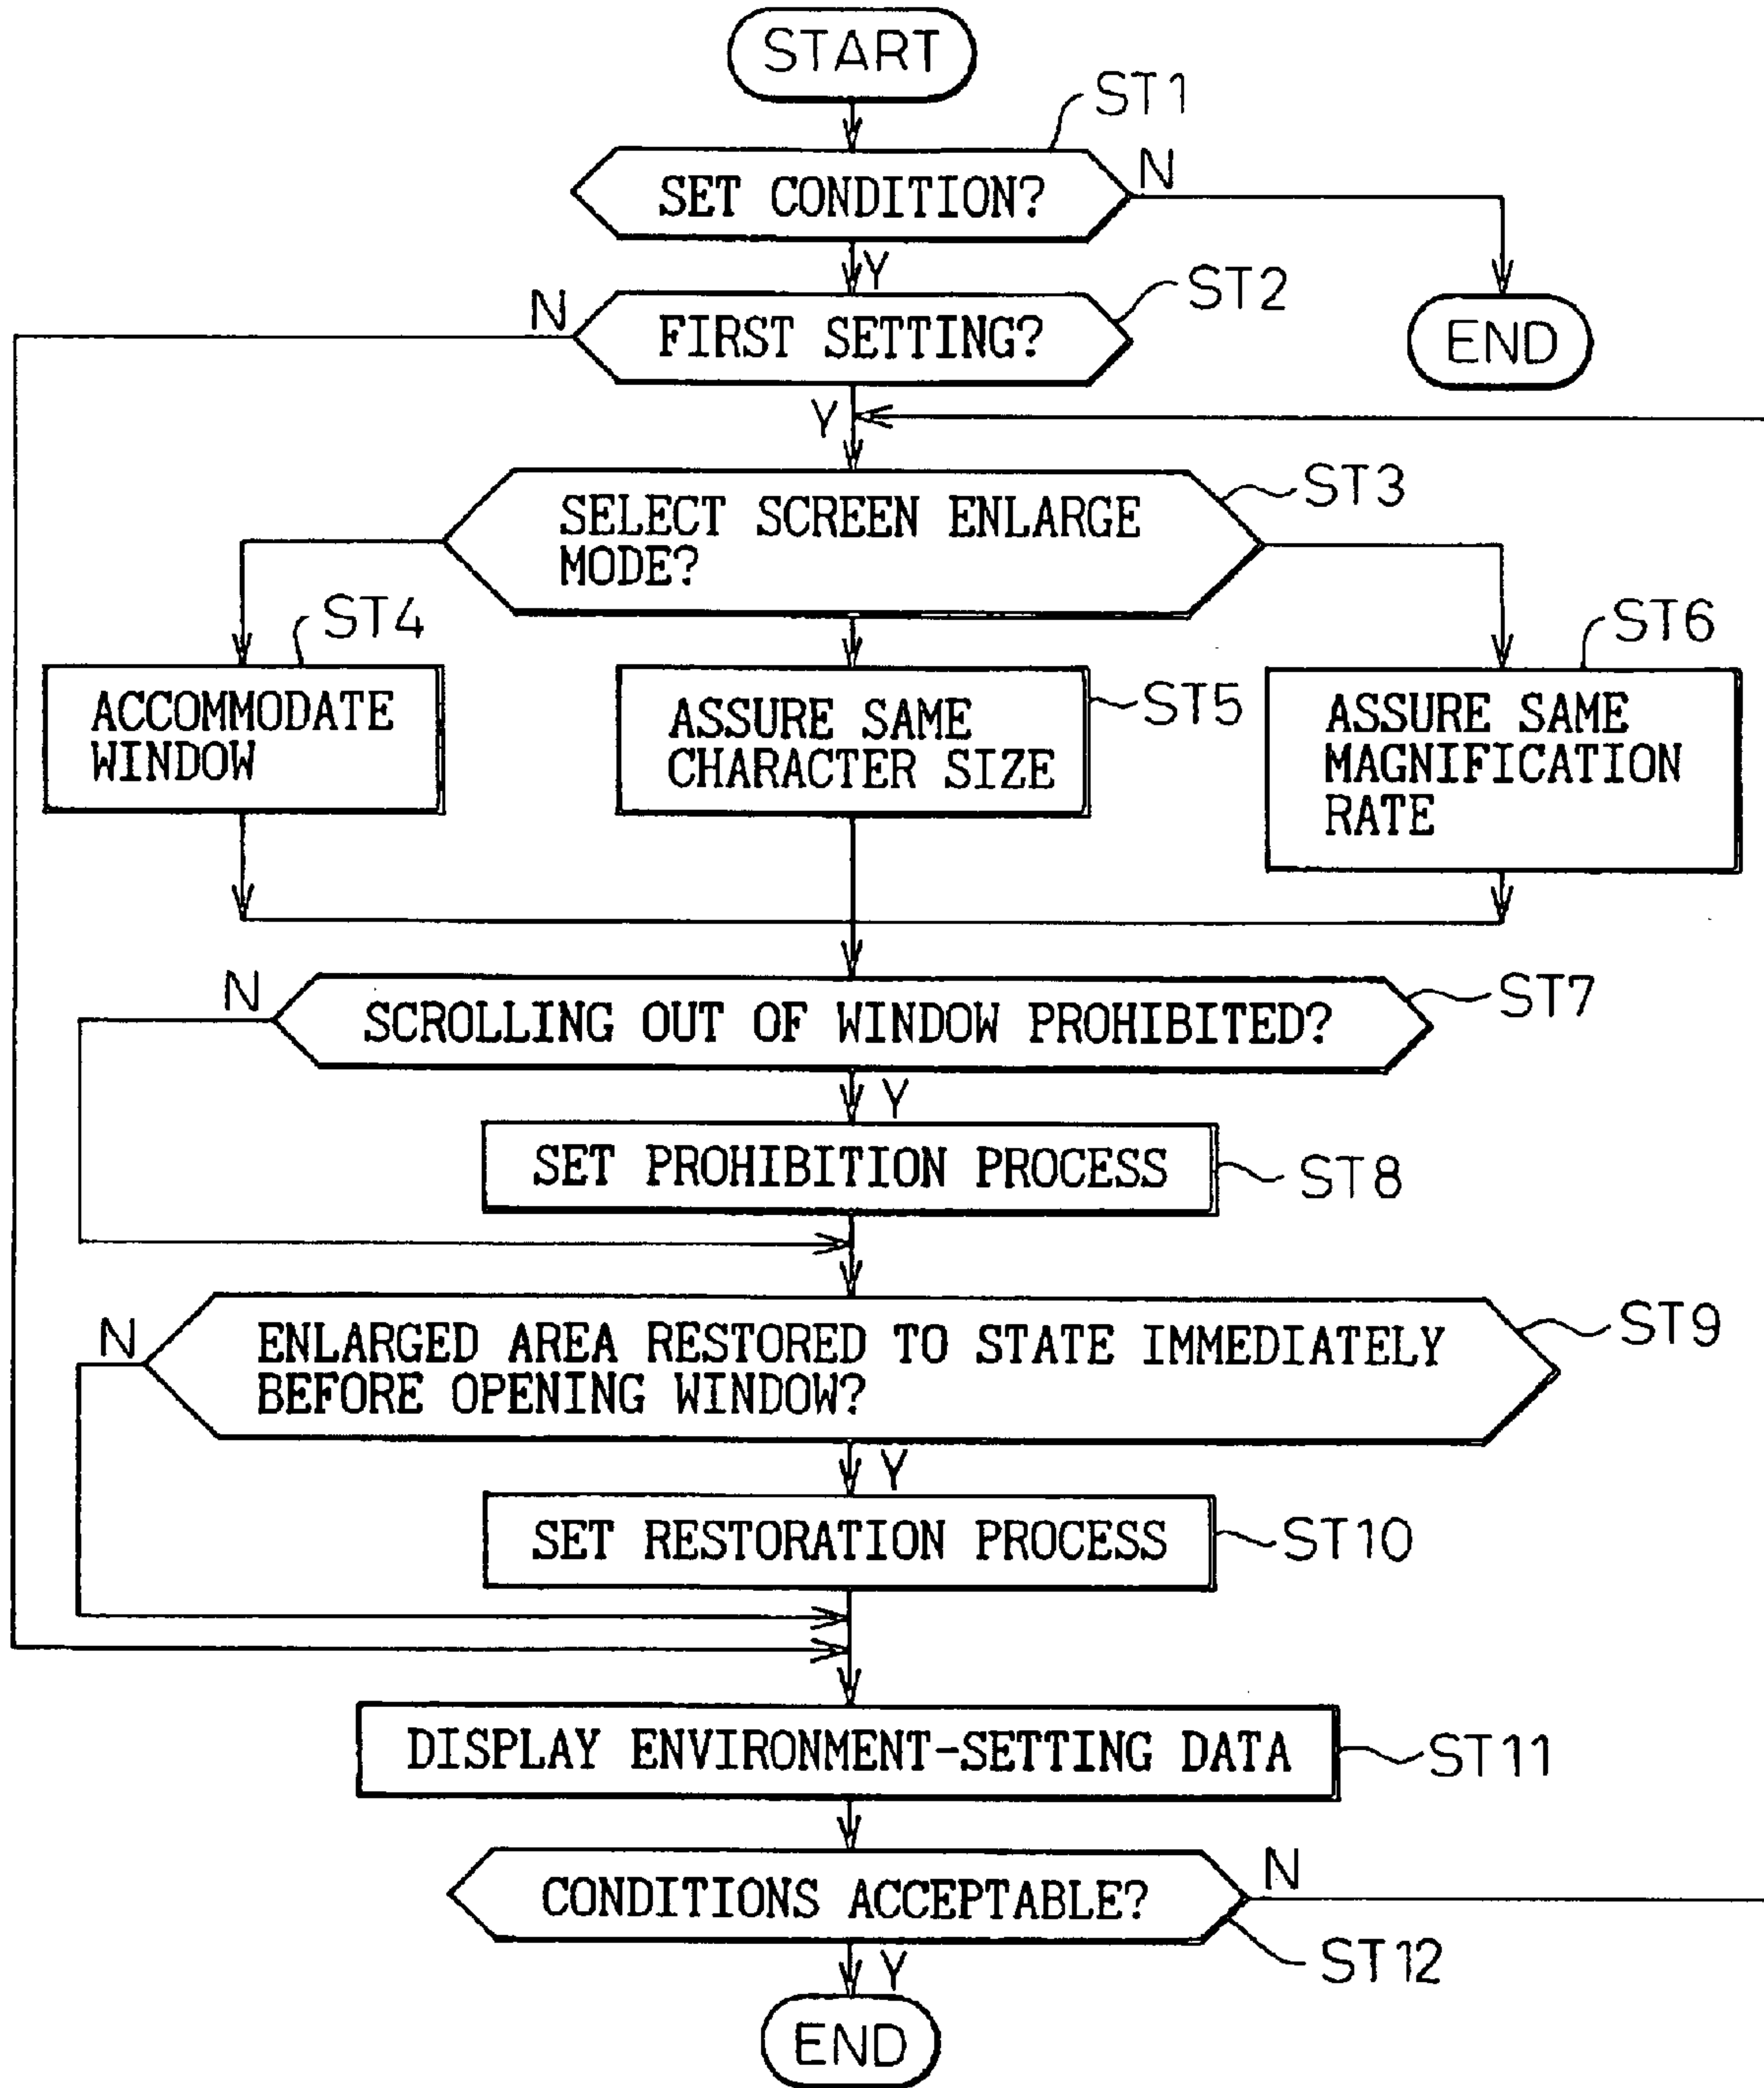 START
ST1
SET CONDITION?
N
Y
ST2
N
FIRST SETTING?
END
Y
ST3
SELECT SCREEN ENLARGE
MODE?
ST4
ST6
ACCOMMODATE
WINDOW
ASSURE SAME
CHARACTER SIZE
ST5
ASSURE SAME
MAGNIFICATION
RATE
N
SCROLLING OUT OF WINDOW PROHIBITED?
ST7
Y
SET PROHIBITION PROCESS
ST8
N
ENLARGED AREA RESTORED TO STATE IMMEDIATELY
BEFORE OPENING WINDOW?
ST9
Y
SET RESTORATION PROCESS
ST10
DISPLAY ENVIRONMENT-SETTING DATA
ST11
CONDITIONS ACCEPTABLE?
N
ST12
Y
END